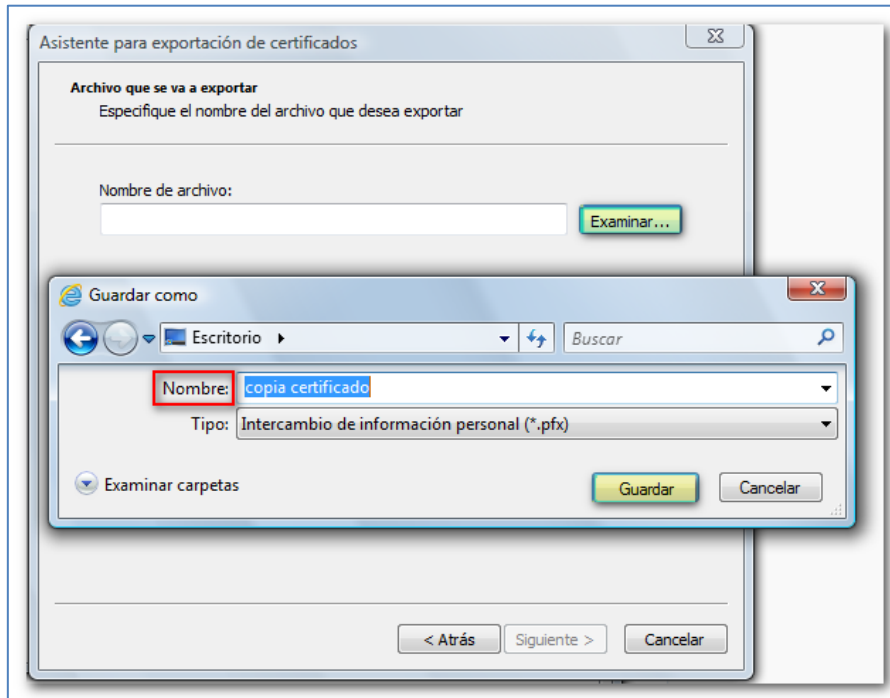 Asistente para exportación de certificados
Archivo que se va a exportar
Especifique el nombre del archivo que desea exportar
Nombre de archivo:
Examinar...
Guardar como
Escritorio
Buscar
Nombre: copia certificado
Tipo: Intercambio de información personal (*.pfx)
Examinar carpetas
Guardar Cancelar
< Atrás Siguiente > Cancelar